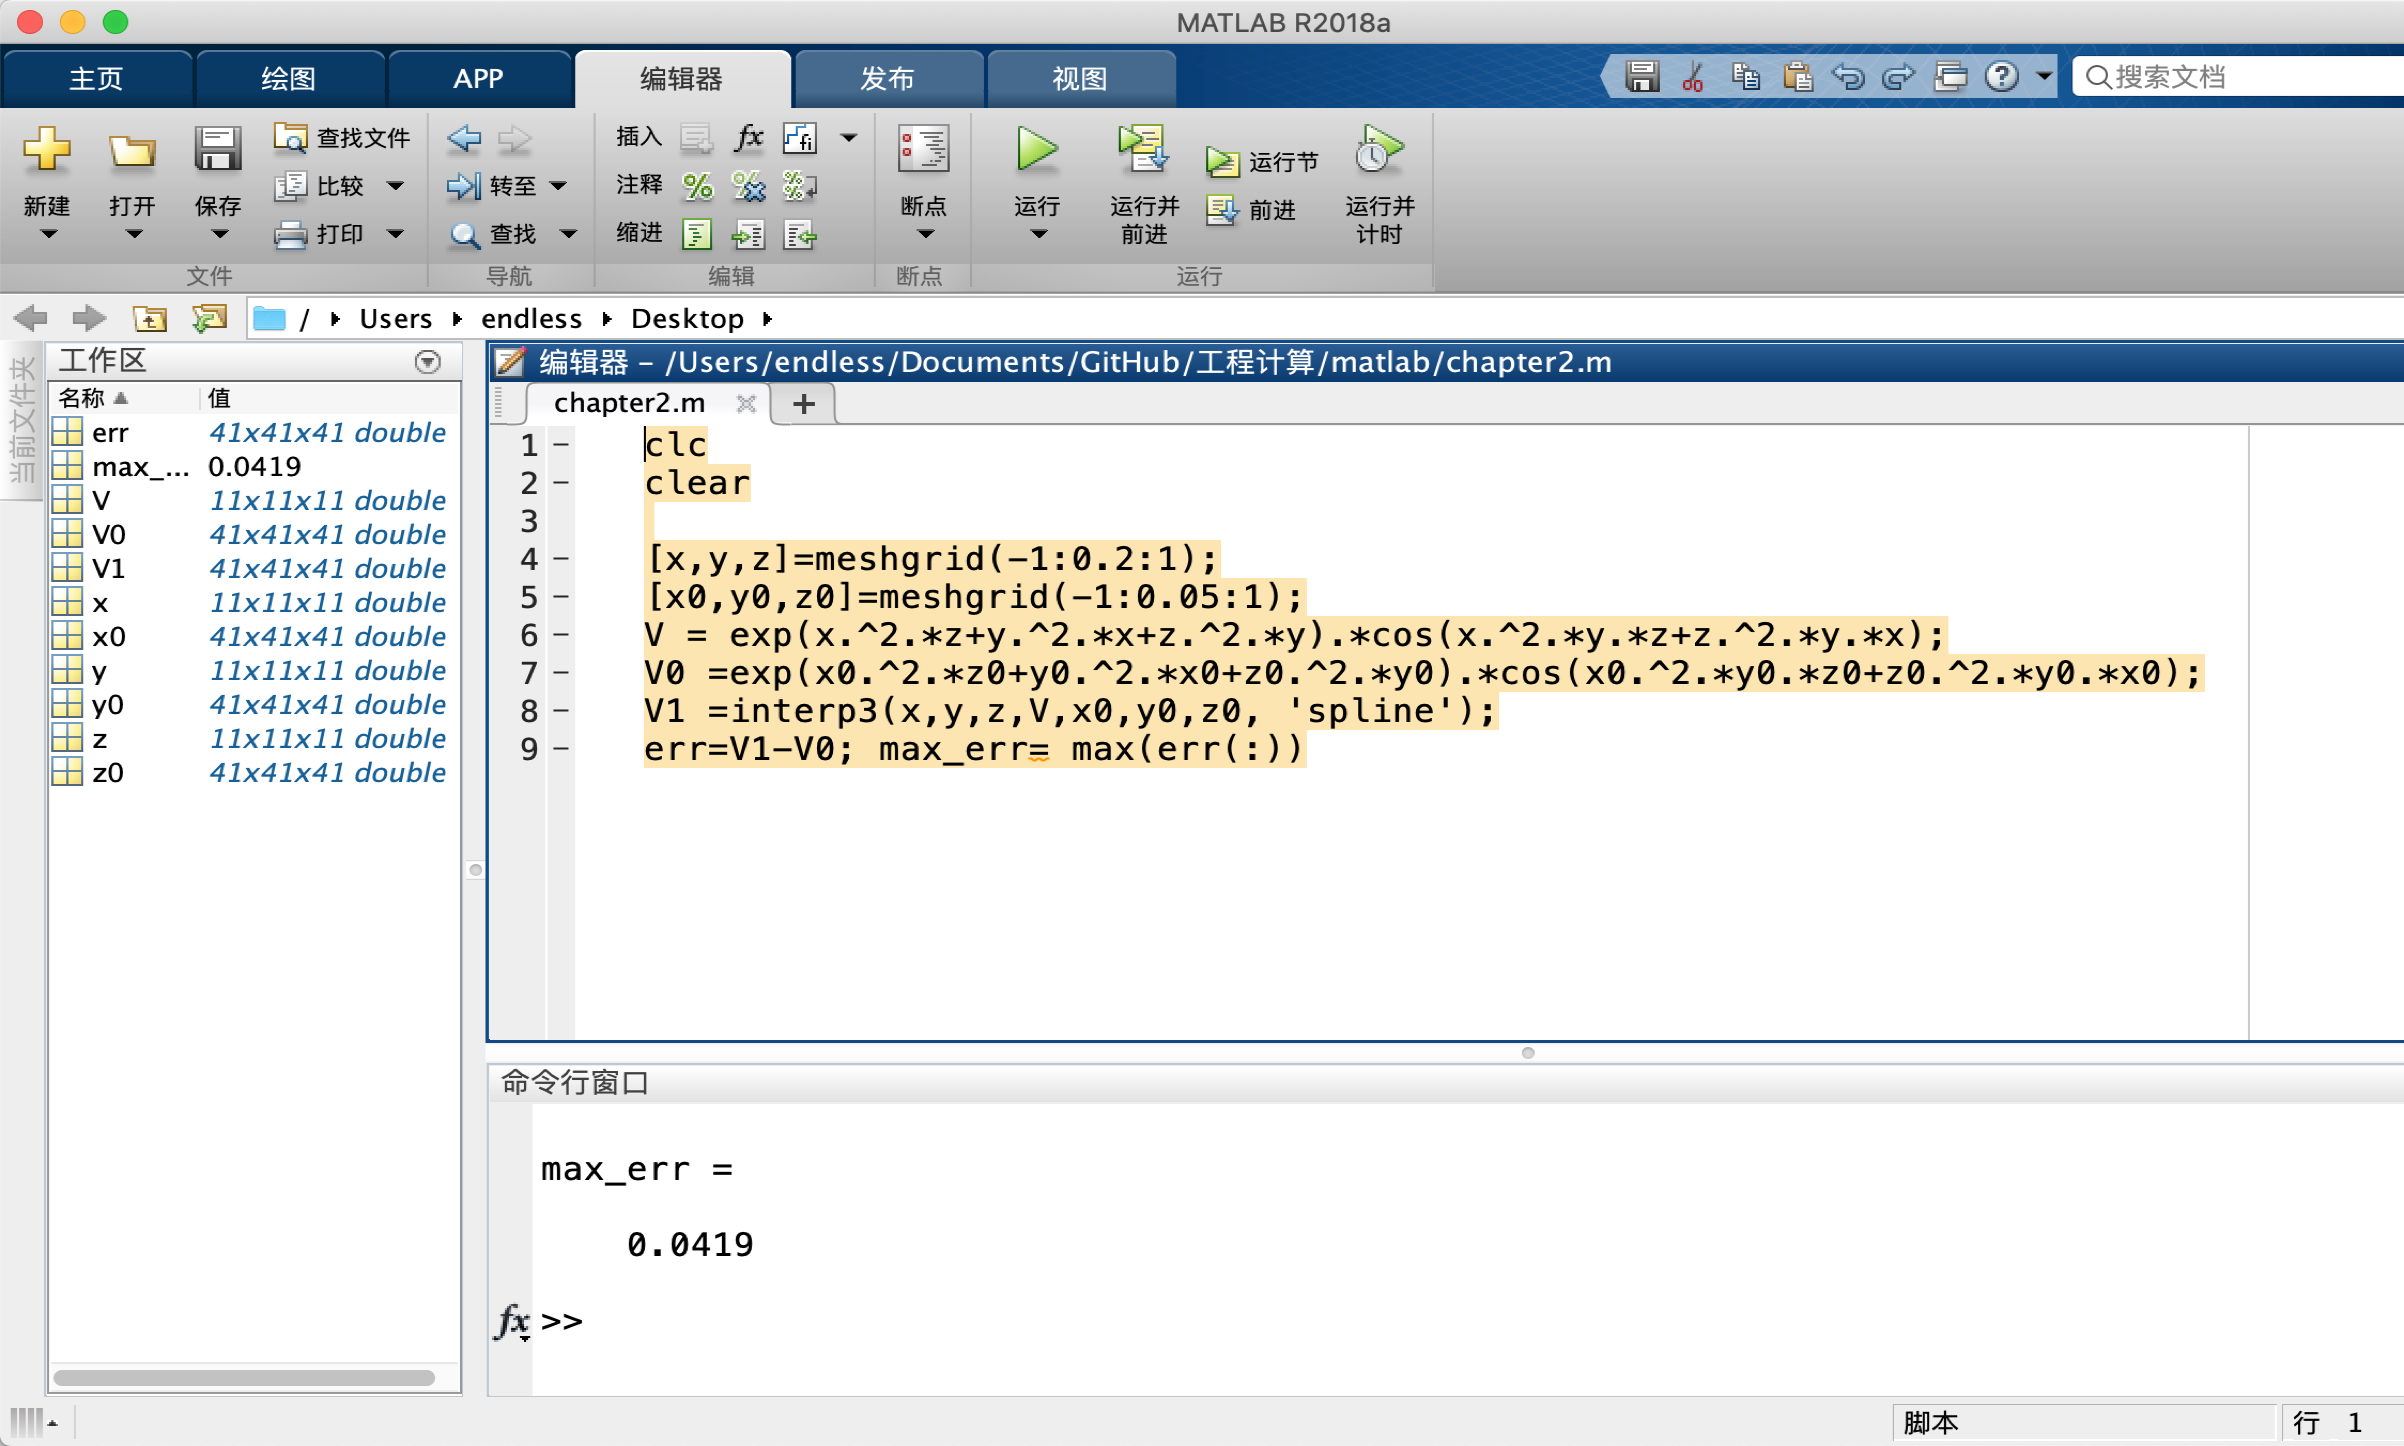 MATLAB R2018a
主页 绘图 APP 编辑器 发布 视图 搜索文档
新建 打开 保存 查找文件 比较 打印
文件
转至 查找
导航
插入 fx fi
注释 % %
缩进
编辑
断点
断点
运行 运行并前进 运行节 前进 运行并计时
运行
/ Users endless Desktop
当前文件夹
工作区
名称 值
err 41x41x41 double
max_... 0.0419
V 11x11x11 double
V0 41x41x41 double
V1 41x41x41 double
x 11x11x11 double
x0 41x41x41 double
y 11x11x11 double
y0 41x41x41 double
z 11x11x11 double
z0 41x41x41 double
编辑器 – /Users/endless/Documents/GitHub/工程计算/matlab/chapter2.m
chapter2.m +
1 – clc
2 – clear
3
4 – [x,y,z]=meshgrid(-1:0.2:1);
5 – [x0,y0,z0]=meshgrid(-1:0.05:1);
6 – V = exp(x.^2.*z+y.^2.*x+z.^2.*y).*cos(x.^2.*y.*z+z.^2.*y.*x);
7 – V0 =exp(x0.^2.*z0+y0.^2.*x0+z0.^2.*y0).*cos(x0.^2.*y0.*z0+z0.^2.*y0.*x0);
8 – V1 =interp3(x,y,z,V,x0,y0,z0, 'spline');
9 – err=V1-V0; max_err= max(err(:))
命令行窗口
max_err =
0.0419
fx >>
脚本 行 1